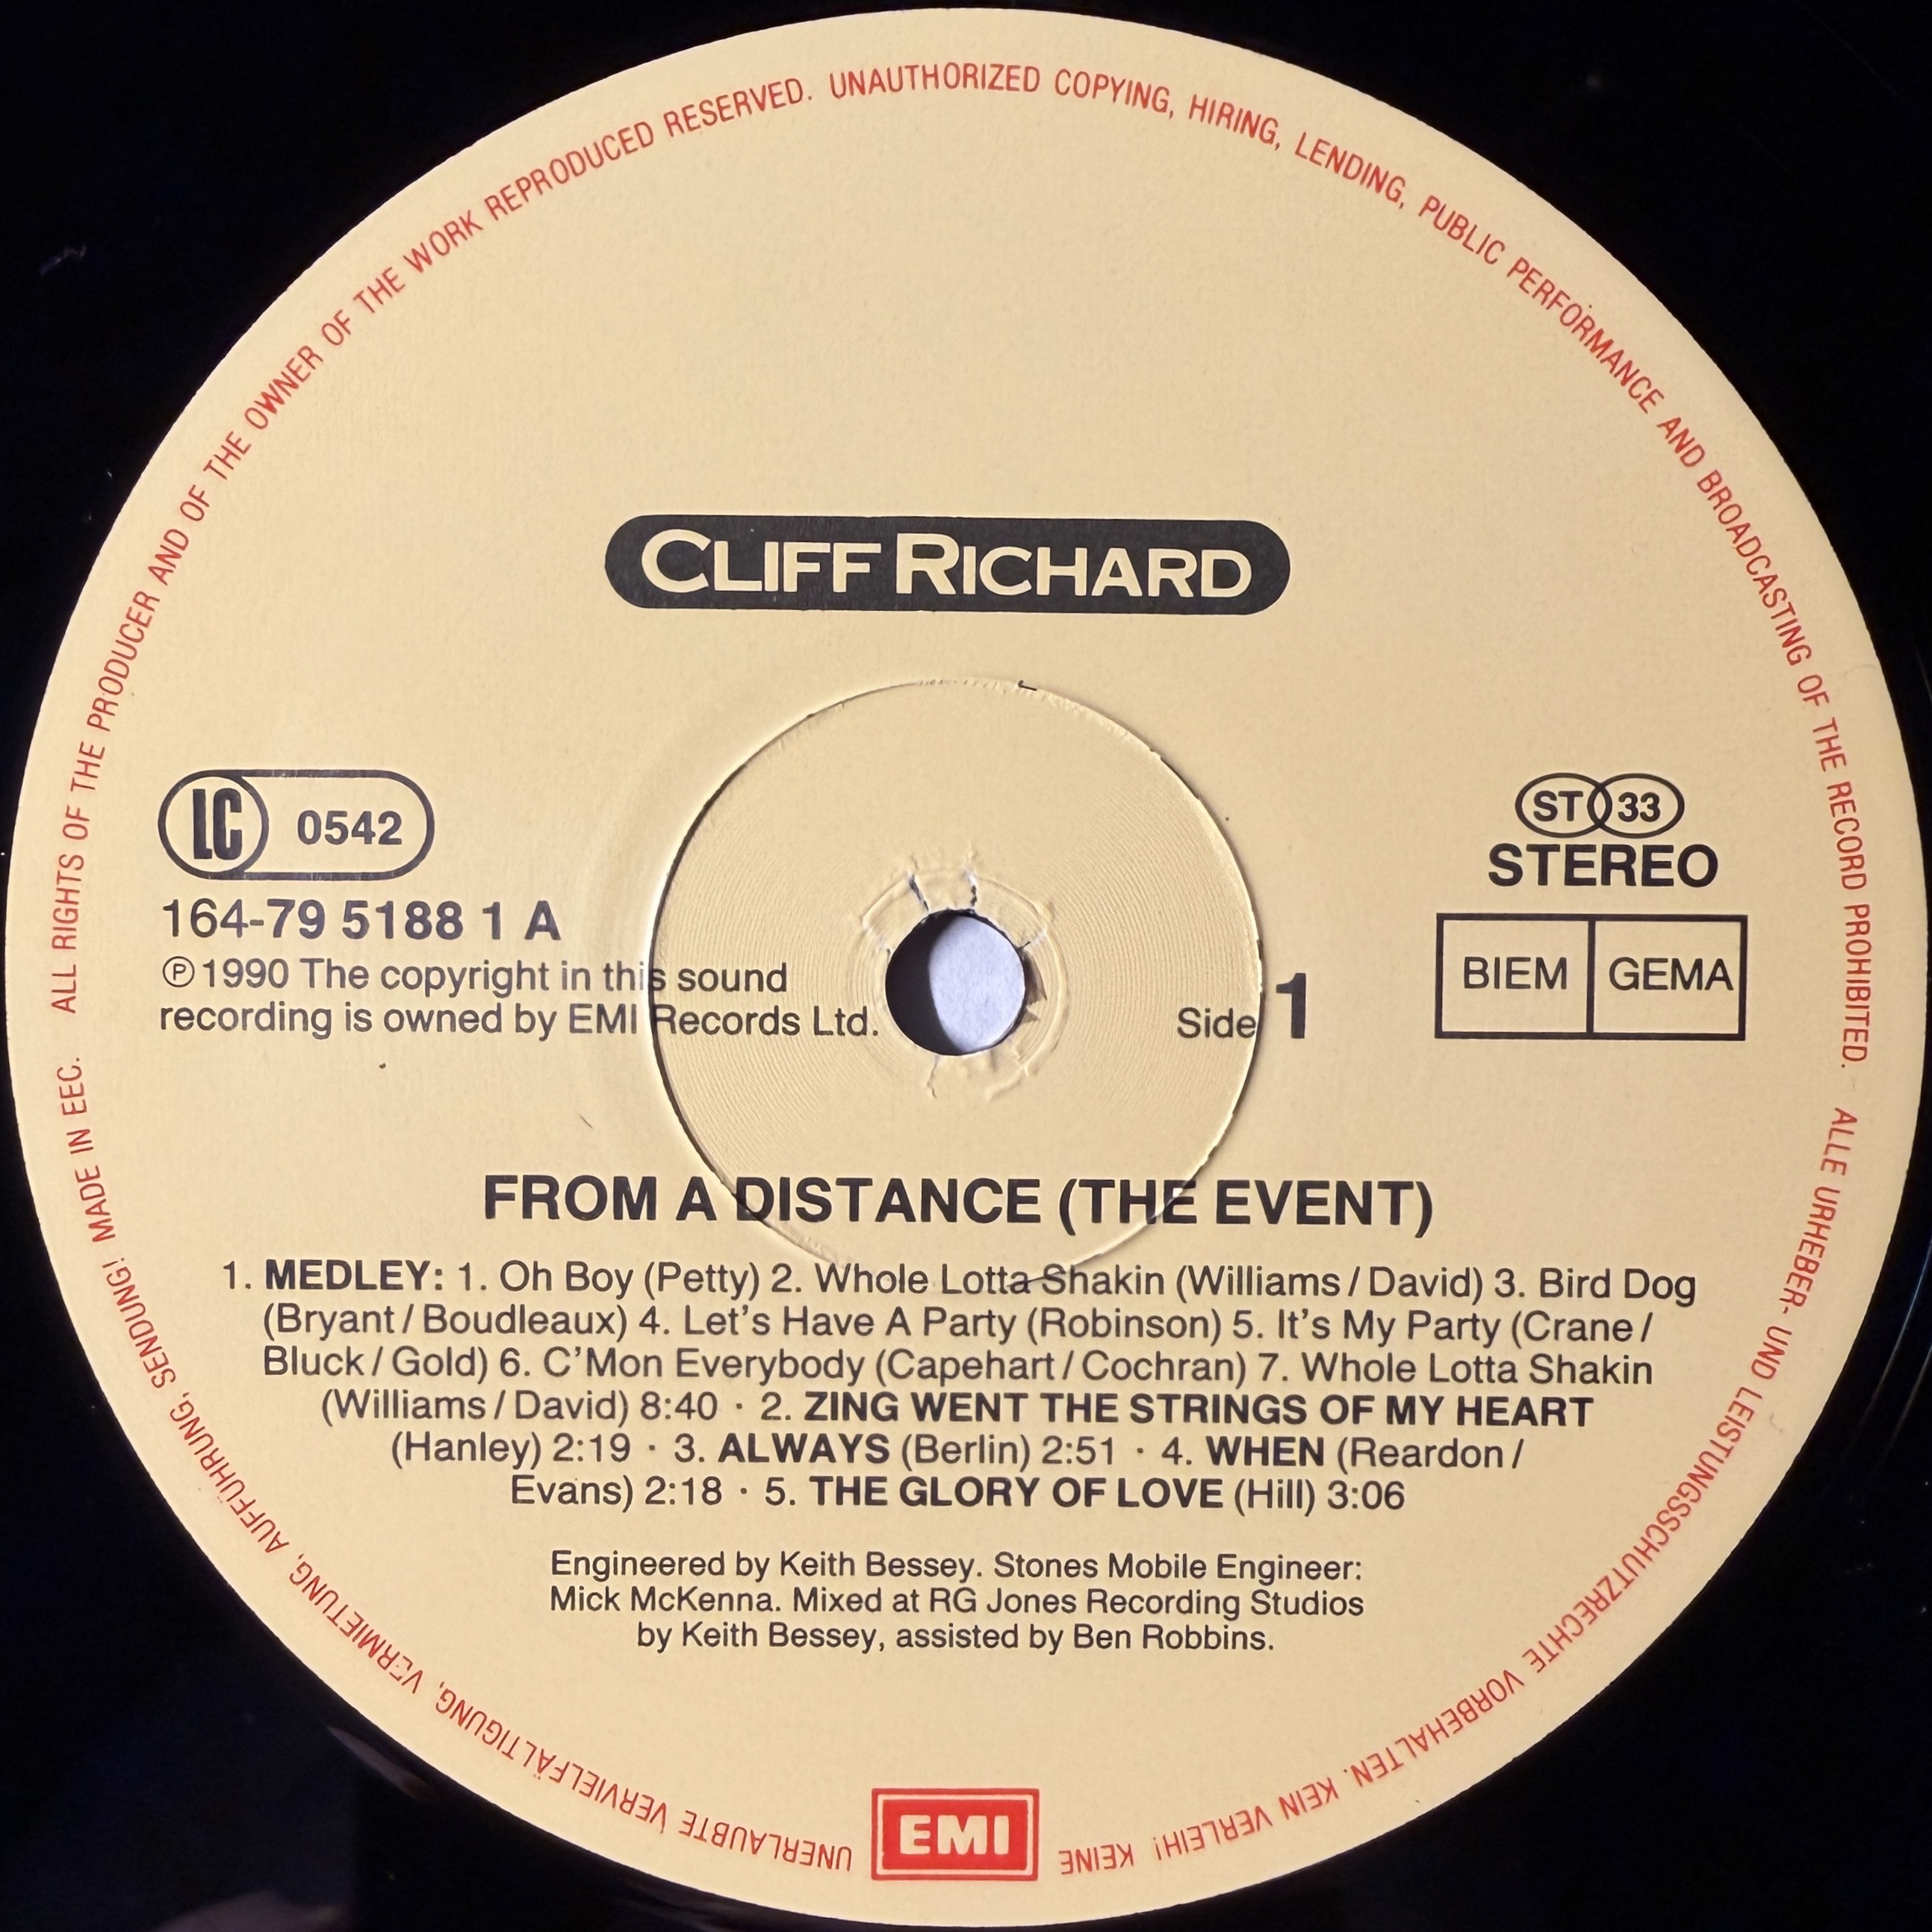 ALL RIGHTS OF THE PRODUCER AND OF THE OWNER OF THE WORK REPRODUCED RESERVED. UNAUTHORIZED COPYING, HIRING, LENDING, PUBLIC PERFORMANCE AND BROADCASTING OF THE RECORD PROHIBITED.
ALLE URHEBER- UND LEISTUNGSSCHUTZRECHTE VORBEHALTEN. KEIN VERLEIH! KEINE UNERLAUBTE VERVIELFÄLTIGUNG, VERMIETUNG, AUFFÜHRUNG, SENDUNG! MADE IN EEC.
CLIFF RICHARD
LC 0542
164-79 5188 1 A
℗ 1990 The copyright in this sound
recording is owned by EMI Records Ltd.
Side 1
ST 33
STEREO
BIEM GEMA
FROM A DISTANCE (THE EVENT)
1. MEDLEY: 1. Oh Boy (Petty) 2. Whole Lotta Shakin (Williams / David) 3. Bird Dog
(Bryant / Boudleaux) 4. Let's Have A Party (Robinson) 5. It's My Party (Crane /
Bluck / Gold) 6. C'Mon Everybody (Capehart / Cochran) 7. Whole Lotta Shakin
(Williams / David) 8:40 · 2. ZING WENT THE STRINGS OF MY HEART
(Hanley) 2:19 · 3. ALWAYS (Berlin) 2:51 · 4. WHEN (Reardon /
Evans) 2:18 · 5. THE GLORY OF LOVE (Hill) 3:06
Engineered by Keith Bessey. Stones Mobile Engineer:
Mick McKenna. Mixed at RG Jones Recording Studios
by Keith Bessey, assisted by Ben Robbins.
EMI